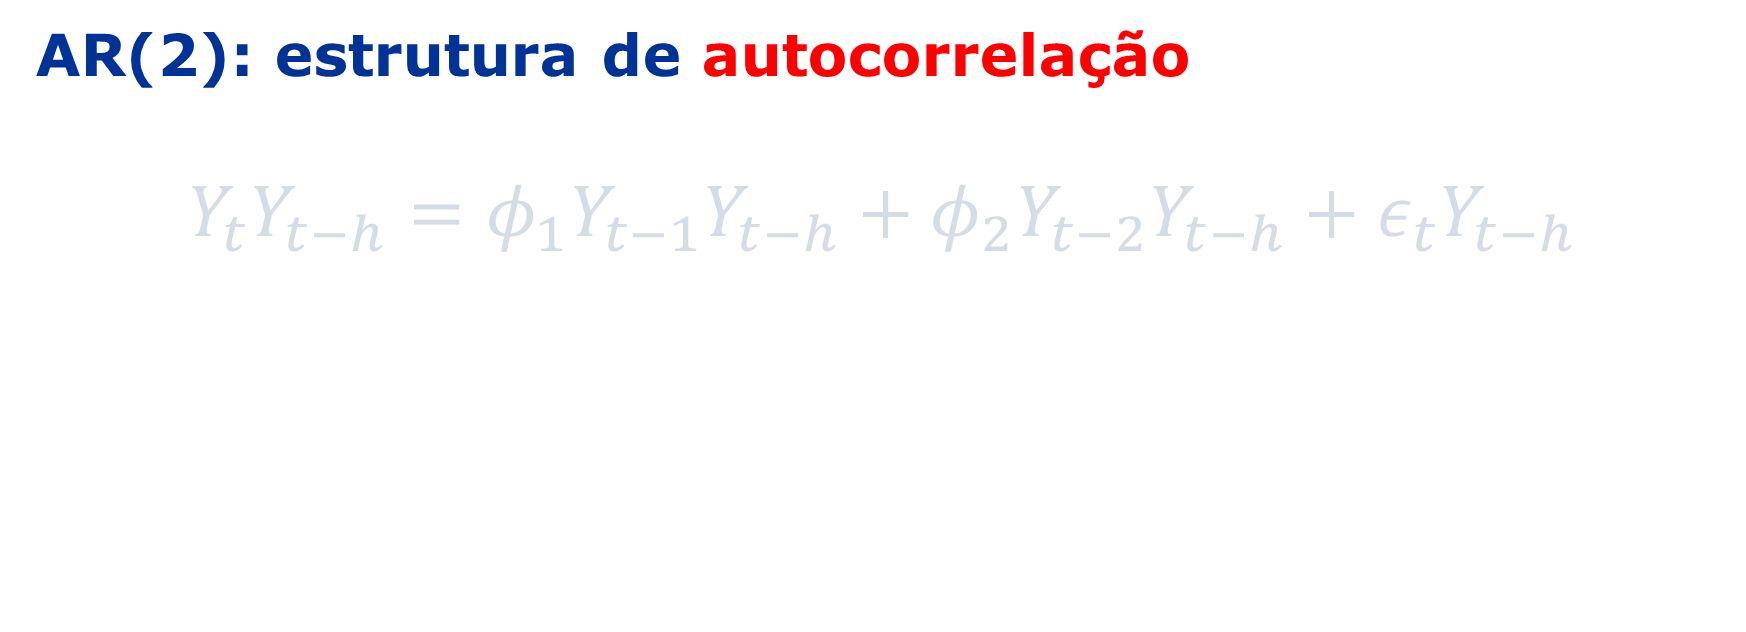 AR(2): estrutura de autocorrelação
𝑌ₜ𝑌ₜ₋ₕ = 𝜙₁𝑌ₜ₋₁𝑌ₜ₋ₕ + 𝜙₂𝑌ₜ₋₂𝑌ₜ₋ₕ + 𝜖ₜ𝑌ₜ₋ₕ